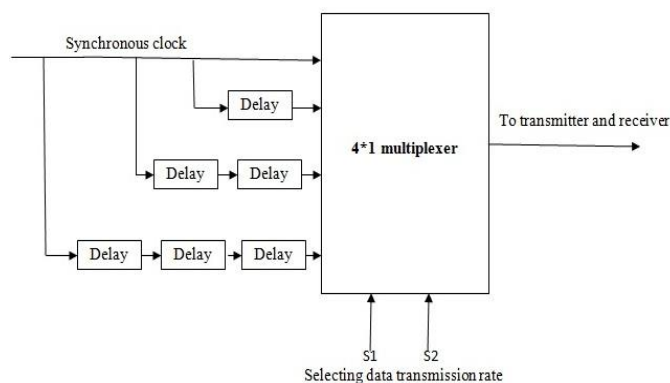 Synchronous clock
Delay
To transmitter and receiver
4*1 multiplexer
Delay Delay
Delay Delay Delay
S1 S2
Selecting data transmission rate